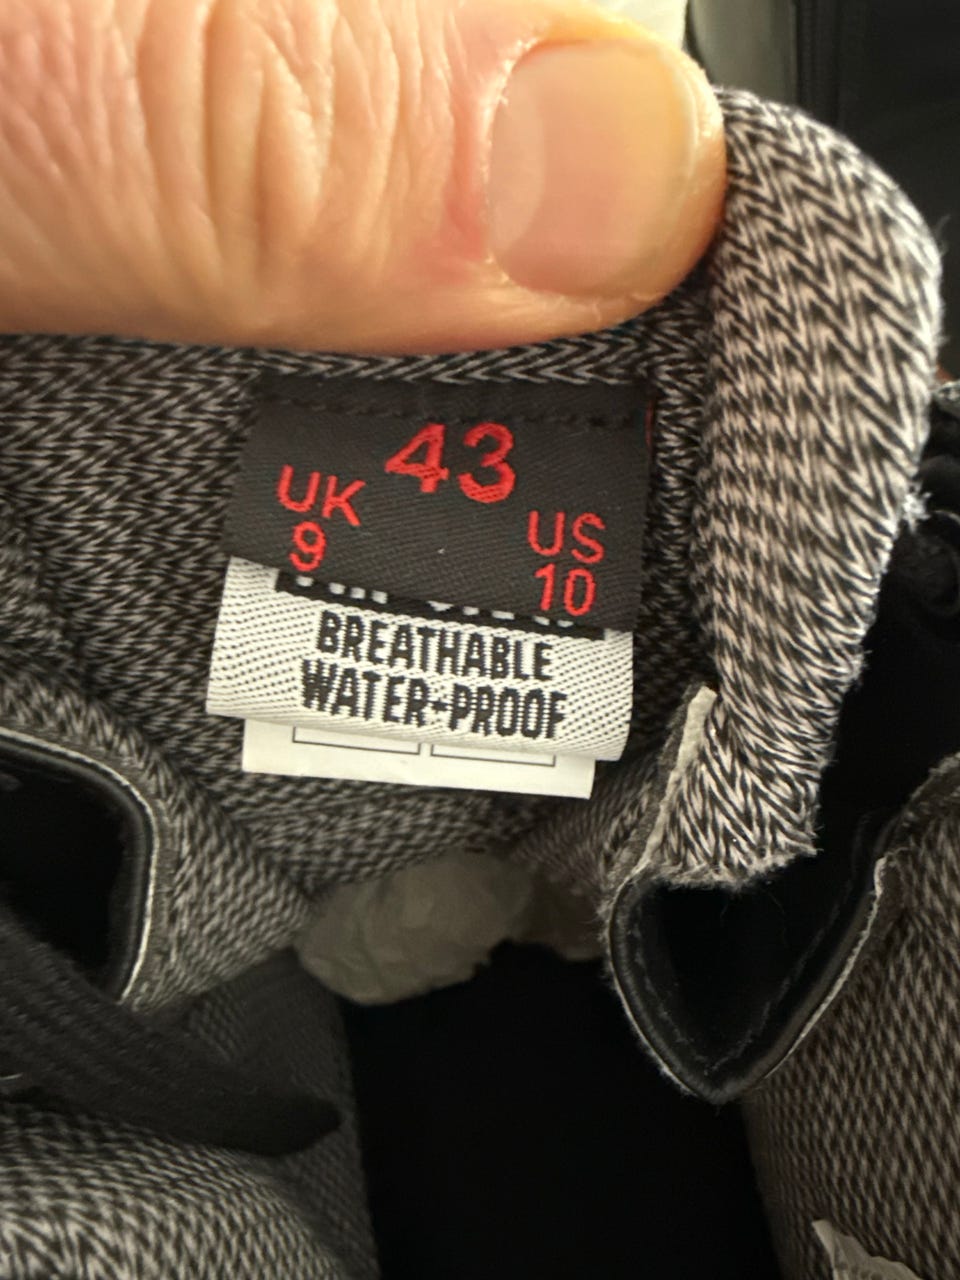 43
UK
US
9
10
BREATHABLE
WATER-PROOF